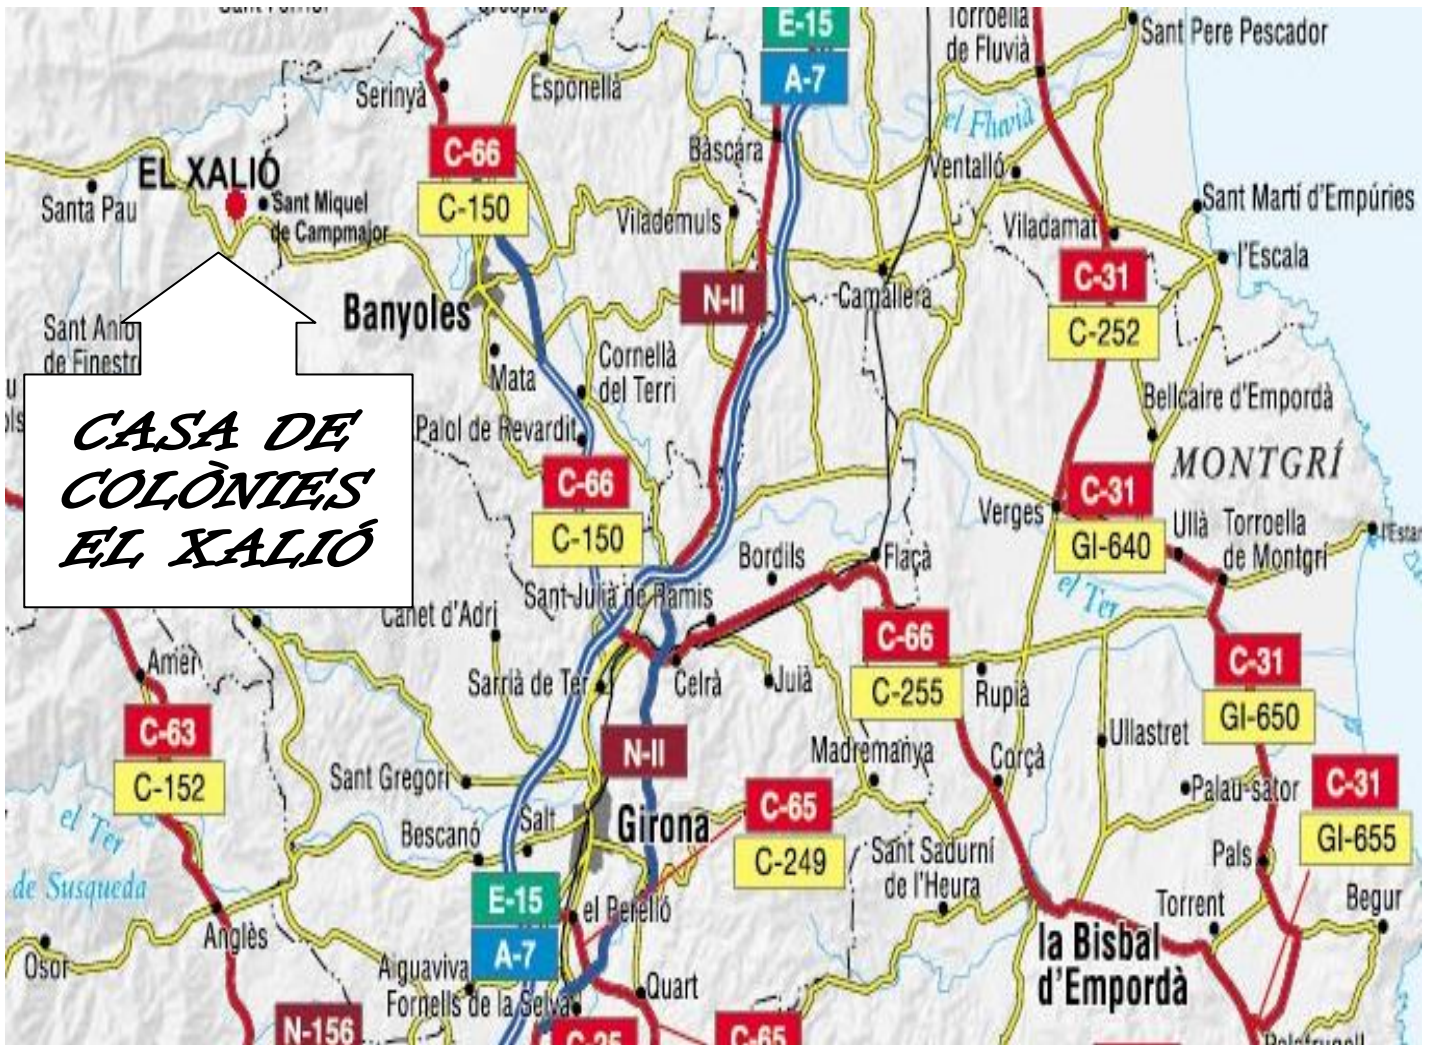 E-15
A-7
Torroella
de Fluvià
Sant Pere Pescador
Serinyà
Esponellà
el Fluvià
C-66
C-150
Bàscara
Ventalló
EL XALIÓ
Santa Pau
Sant Miquel
de Campmajor
Vilademuls
Viladamat
Sant Martí d'Empúries
l'Escala
C-31
C-252
N-II
Camallera
Banyoles
Mata
Cornellà
del Terri
Bellcaire d'Empordà
CASA DE
COLÒNIES
EL XALIÓ
Palol de Revardit
MONTGRÍ
C-66
C-150
Verges
C-31
GI-640
Ullà
Torroella
de Montgrí
Bordils
Flaçà
Sant Julià de Ramis
el Ter
Canet d'Adri
C-66
C-255
Amer
Sarrià de Ter
Celrà
Juià
Rupià
C-31
GI-650
C-63
C-152
N-II
Madremanya
Corçà
Ullastret
Sant Gregori
Palau-sator
C-31
GI-655
C-65
C-249
el Ter
Bescanó
Salt
Girona
Sant Sadurní
de l'Heura
Pals
de Susqueda
E-15
A-7
el Perelló
Torrent
Begur
Anglès
Osor
la Bisbal
d'Empordà
Aiguaviva
Fornells de la Selva
Quart
N-156
C-25
C-65